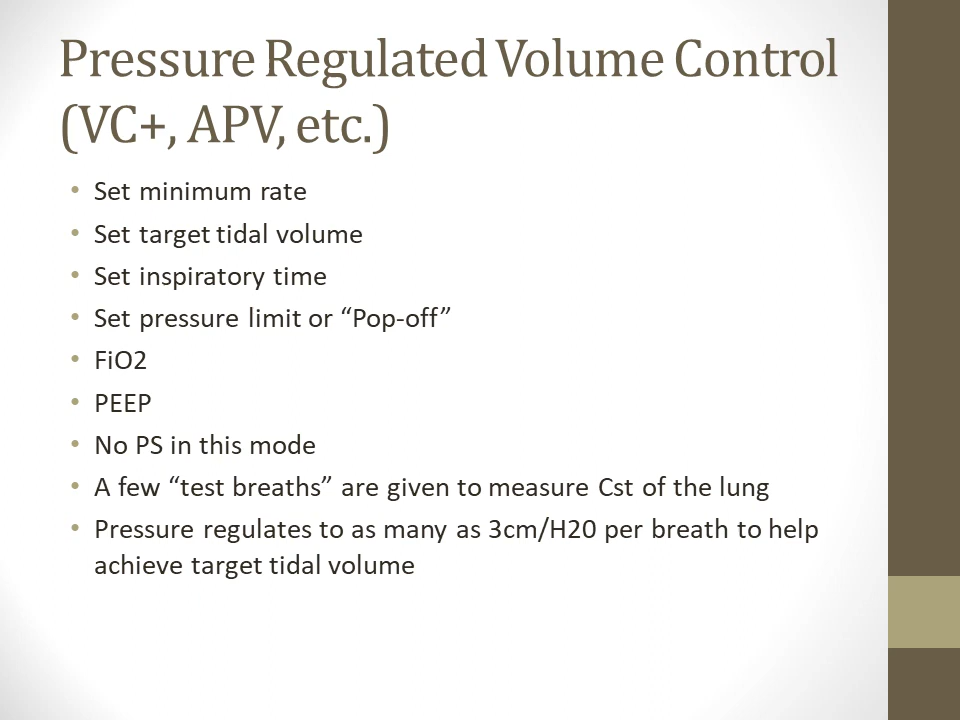 Pressure Regulated Volume Control
(VC+, APV, etc.)
• Set minimum rate
• Set target tidal volume
• Set inspiratory time
• Set pressure limit or “Pop-off”
• FiO2
• PEEP
• No PS in this mode
• A few “test breaths” are given to measure Cst of the lung
• Pressure regulates to as many as 3cm/H20 per breath to help
achieve target tidal volume